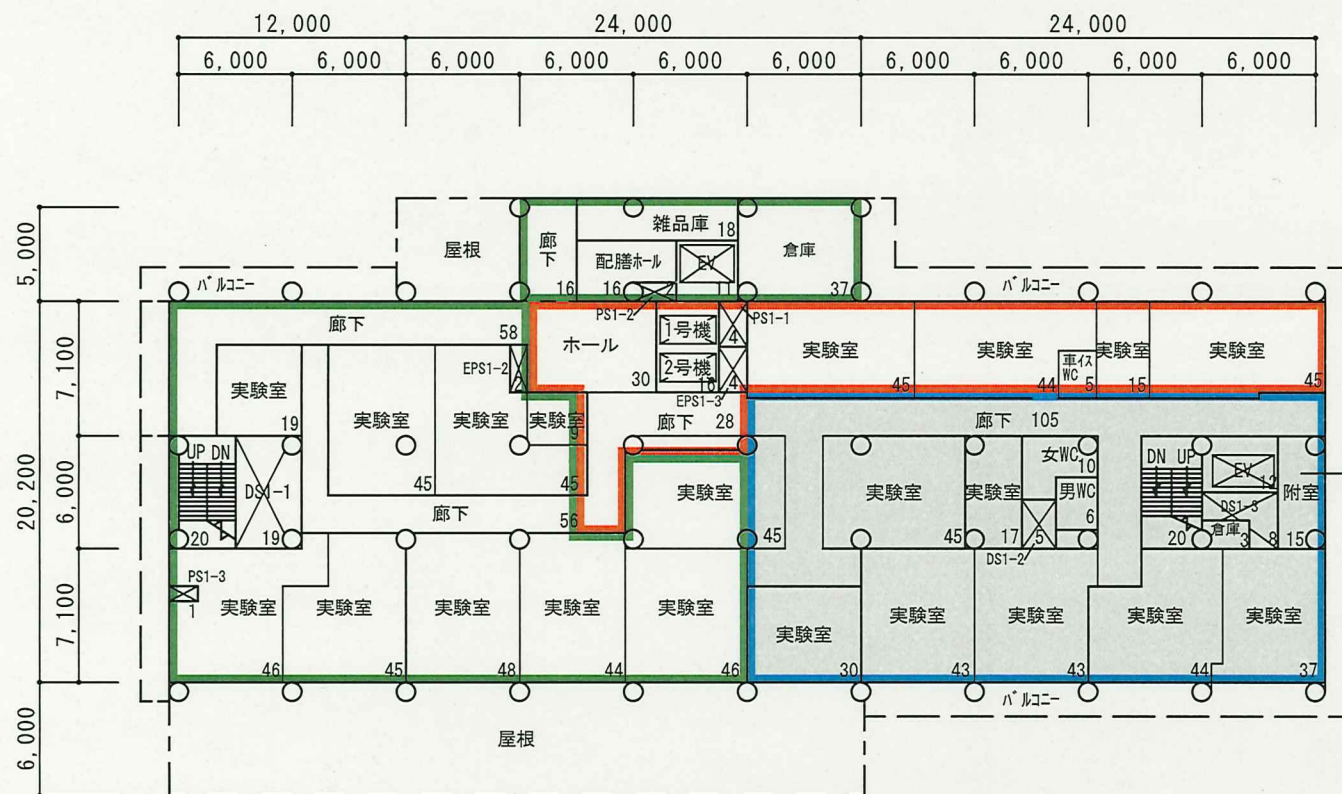 12,000 24,000 24,000
6,000 6,000 6,000 6,000 6,000 6,000 6,000 6,000 6,000 6,000
5,000
7,100
20,200
6,000
7,100
6,000
屋根
廊下
16
雑品庫
18
配膳ホール
16
EV
11
2
倉庫
37
バルコニー
バルコニー
PS1-2
PS1-1
廊下
58
EPS1-2
2
ホール
30
1号機
2号機
18
4
4
EPS1-3
実験室
45
実験室
44
車イス
WC
5
実験室
15
実験室
45
実験室
19
実験室
45
実験室
45
実験室
9
廊下
28
廊下 105
UP DN
20
DS1-1
19
廊下
56
実験室
45
実験室
45
実験室
17
女WC
10
男WC
6
5
DS1-2
DN UP
20
EV
12
DS1-3
倉庫
3
8
附室
15
PS1-3
1
実験室
46
実験室
45
実験室
48
実験室
44
実験室
46
実験室
30
実験室
43
実験室
43
実験室
44
実験室
37
バルコニー
屋根